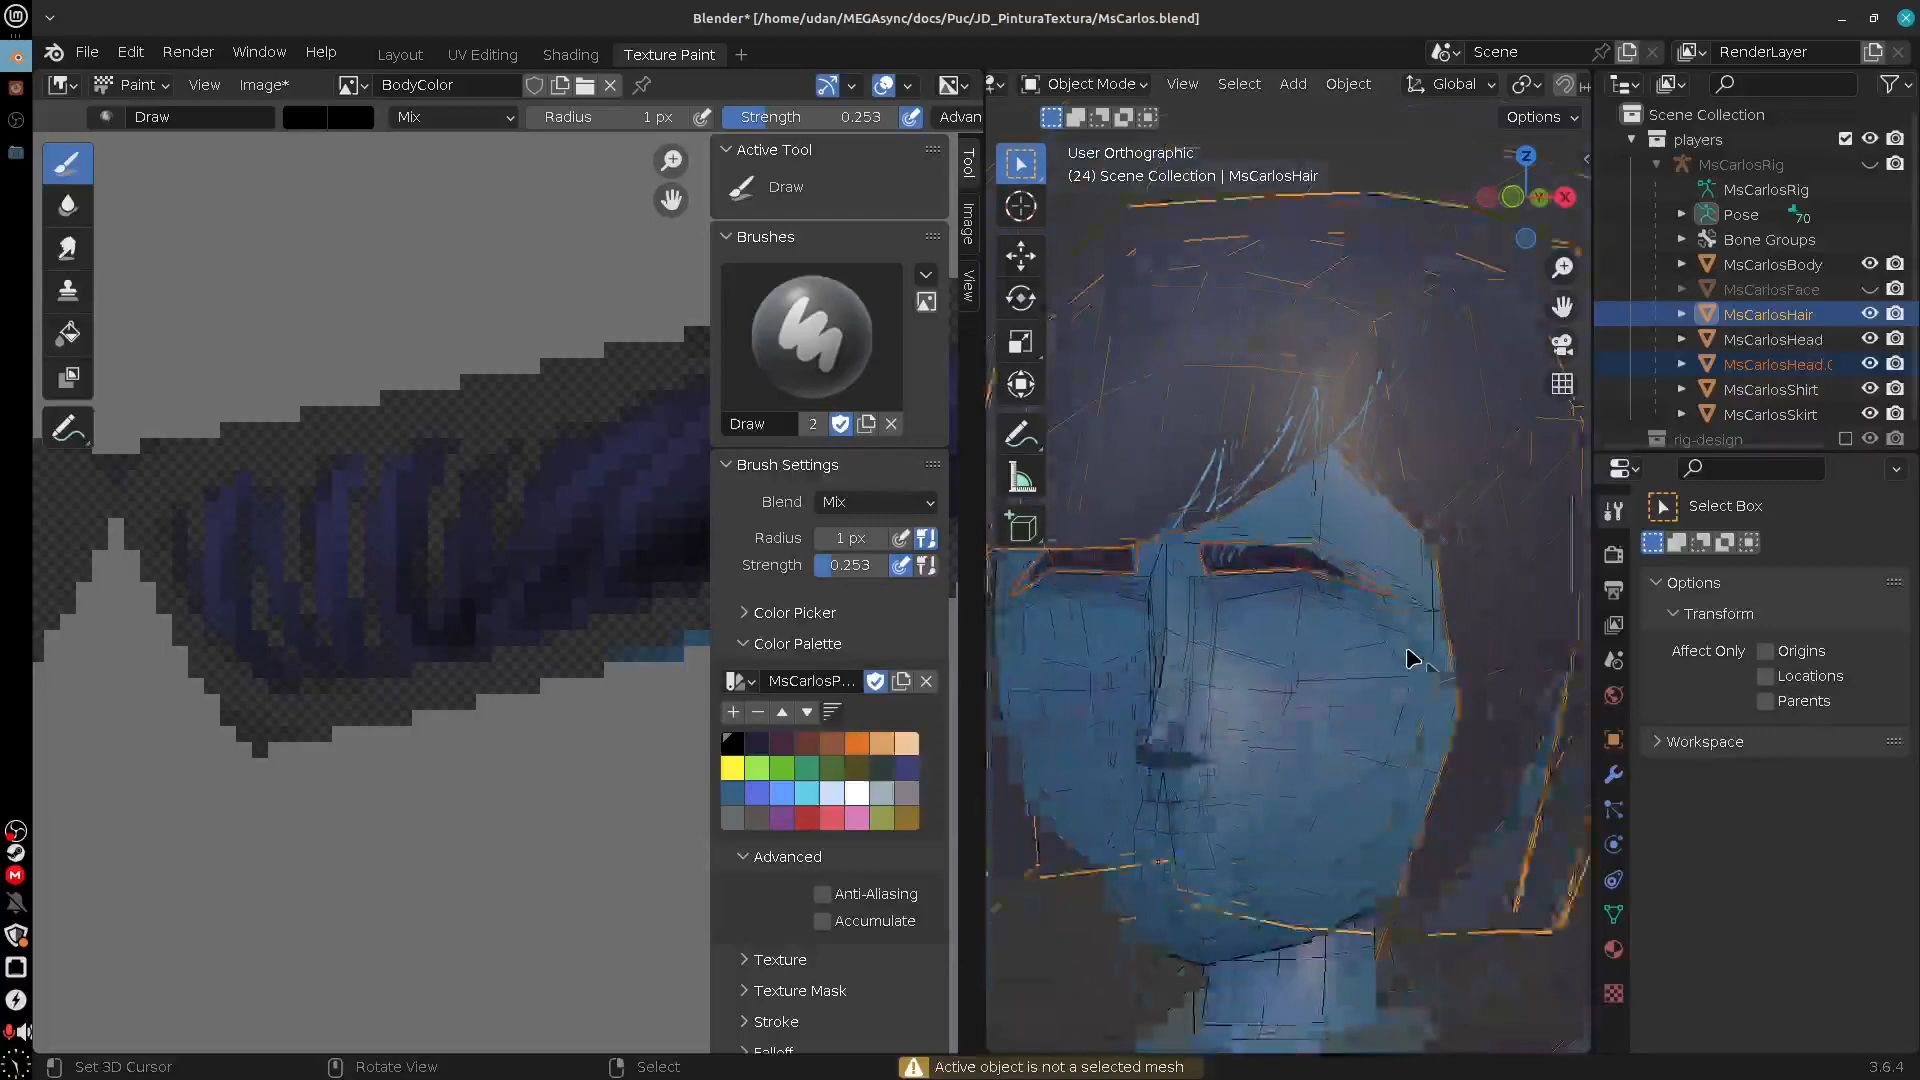 Blender* [/home/udan/MEGAsync/docs/Puc/JD_PinturaTextura/MsCarlos.blend]
File Edit Render Window Help Layout UV Editing Shading Texture Paint + Scene RenderLayer
Paint View Image* BodyColor
Object Mode View Select Add Object Global
Draw Mix Radius 1 px Strength 0.253 Advan
Options
Scene Collection
players
MsCarlosRig
MsCarlosRig
Pose 70
Bone Groups
MsCarlosBody
MsCarlosFace
MsCarlosHair
MsCarlosHead
MsCarlosHead.0
MsCarlosShirt
MsCarlosSkirt
rig-design
Active Tool
Draw
Brushes
Draw 2
Brush Settings
Blend Mix
Radius 1 px
Strength 0.253
Color Picker
Color Palette
MsCarlosP...
Advanced
Anti-Aliasing
Accumulate
Texture
Texture Mask
Stroke
Falloff
Tool
Image
View
User Orthographic
(24) Scene Collection | MsCarlosHair
Z
Y
X
Select Box
Options
Transform
Affect Only Origins
Locations
Parents
Workspace
Set 3D Cursor Rotate View Select Active object is not a selected mesh 3.6.4